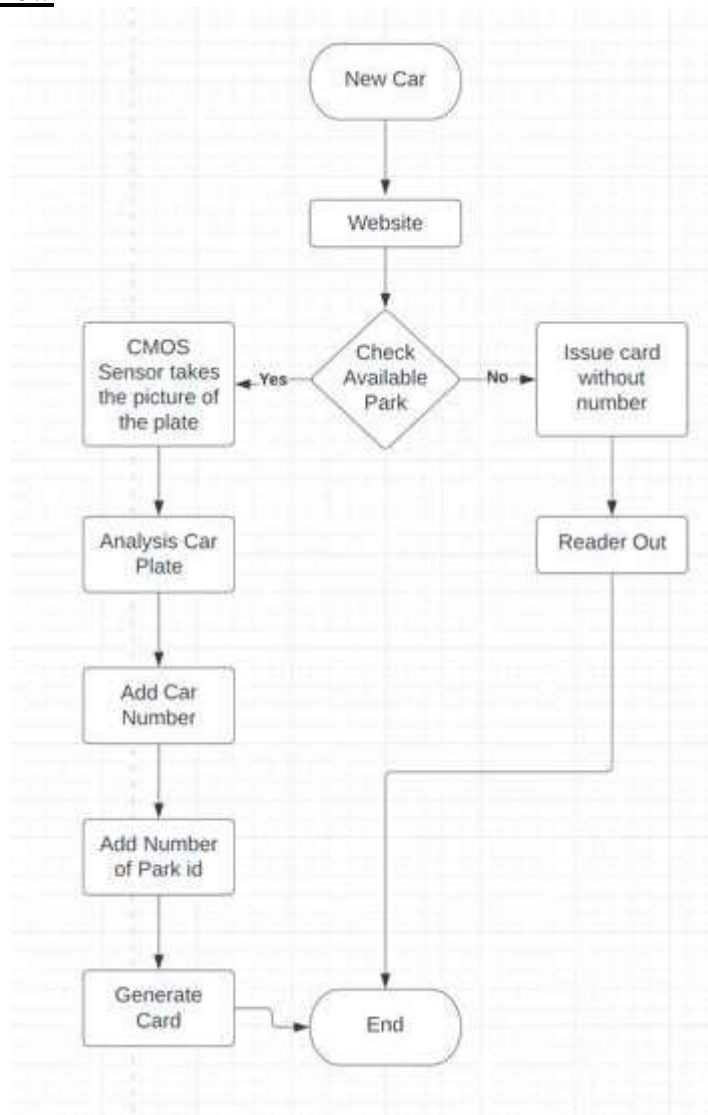 New Car
Website
Check
Available
Park
Yes
No
CMOS
Sensor takes
the picture of
the plate
Issue card
without
number
Analysis Car
Plate
Reader Out
Add Car
Number
Add Number
of Park id
Generate
Card
End